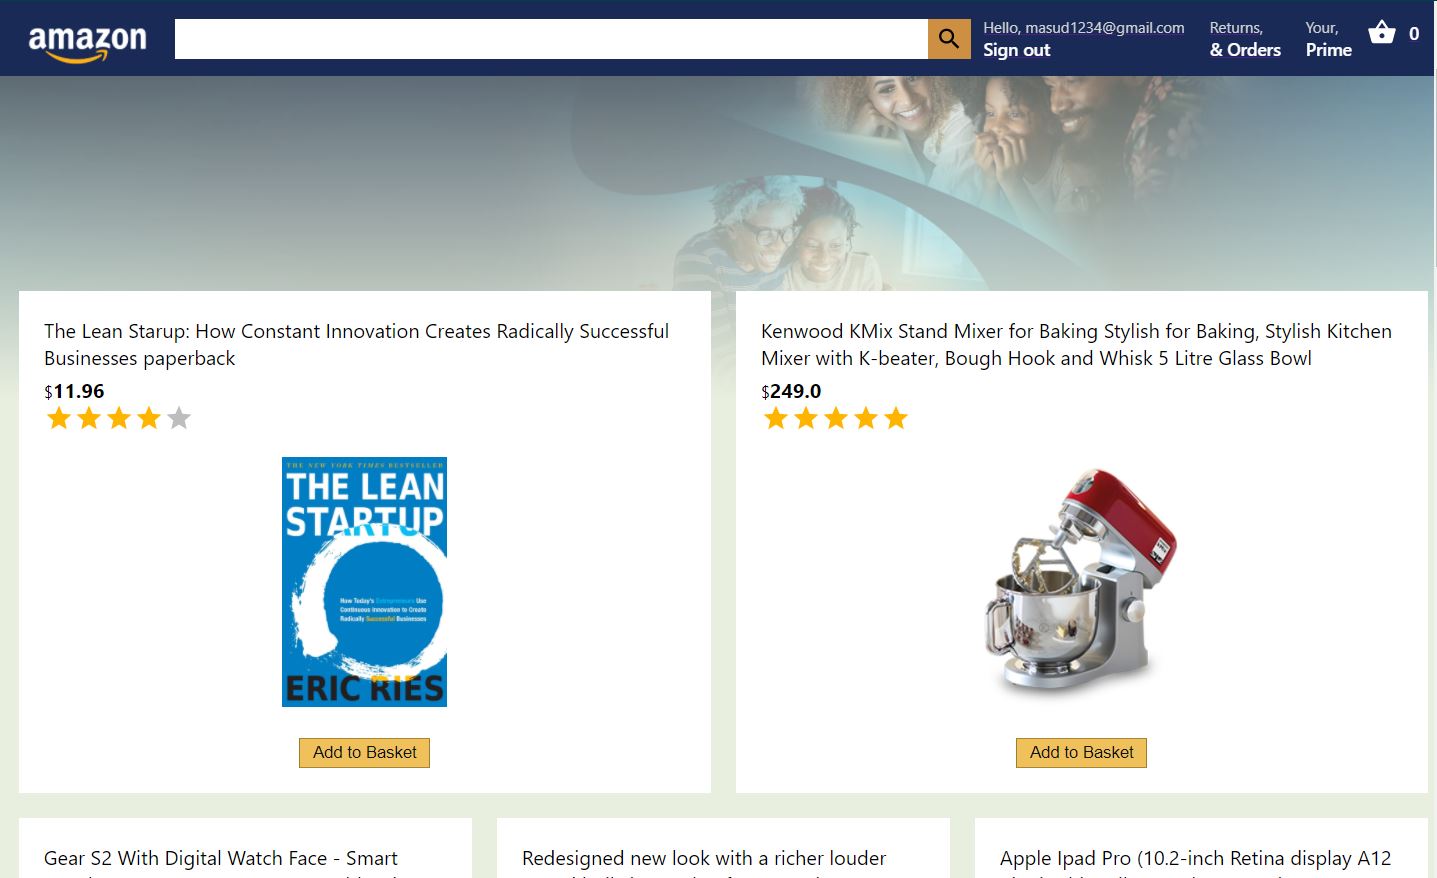 amazon
Hello, masud1234@gmail.com
Sign out
Returns,
& Orders
Your,
Prime
0
The Lean Starup: How Constant Innovation Creates Radically Successful
Businesses paperback
$11.96
THE NEW YORK TIMES BESTSELLER
THE LEAN
STARTUP
How Today's Entrepreneurs Use
Continuous Innovation to Create
Radically Successful Businesses
ERIC RIES
Add to Basket
Kenwood KMix Stand Mixer for Baking Stylish for Baking, Stylish Kitchen
Mixer with K-beater, Bough Hook and Whisk 5 Litre Glass Bowl
$249.0
Add to Basket
Gear S2 With Digital Watch Face - Smart
Redesigned new look with a richer louder
Apple Ipad Pro (10.2-inch Retina display A12